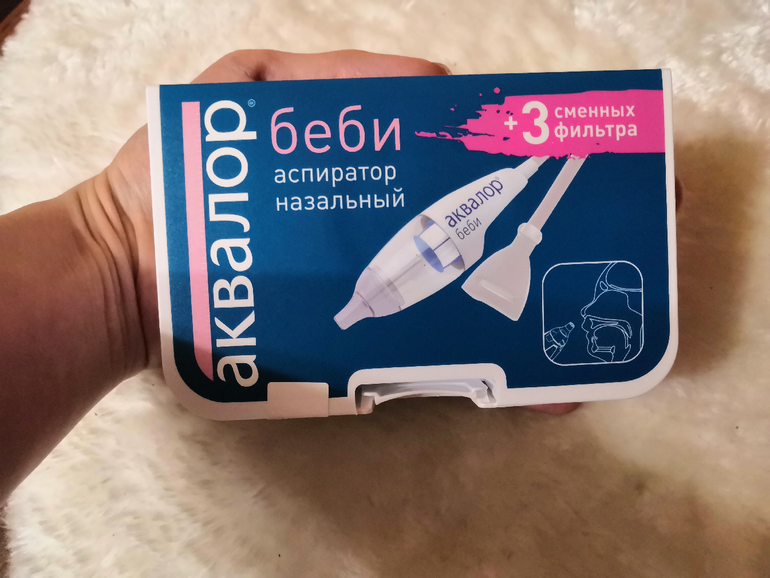 аквалор®
беби
аспиратор
назальный
+3 сменных
фильтра
аквалор®
беби